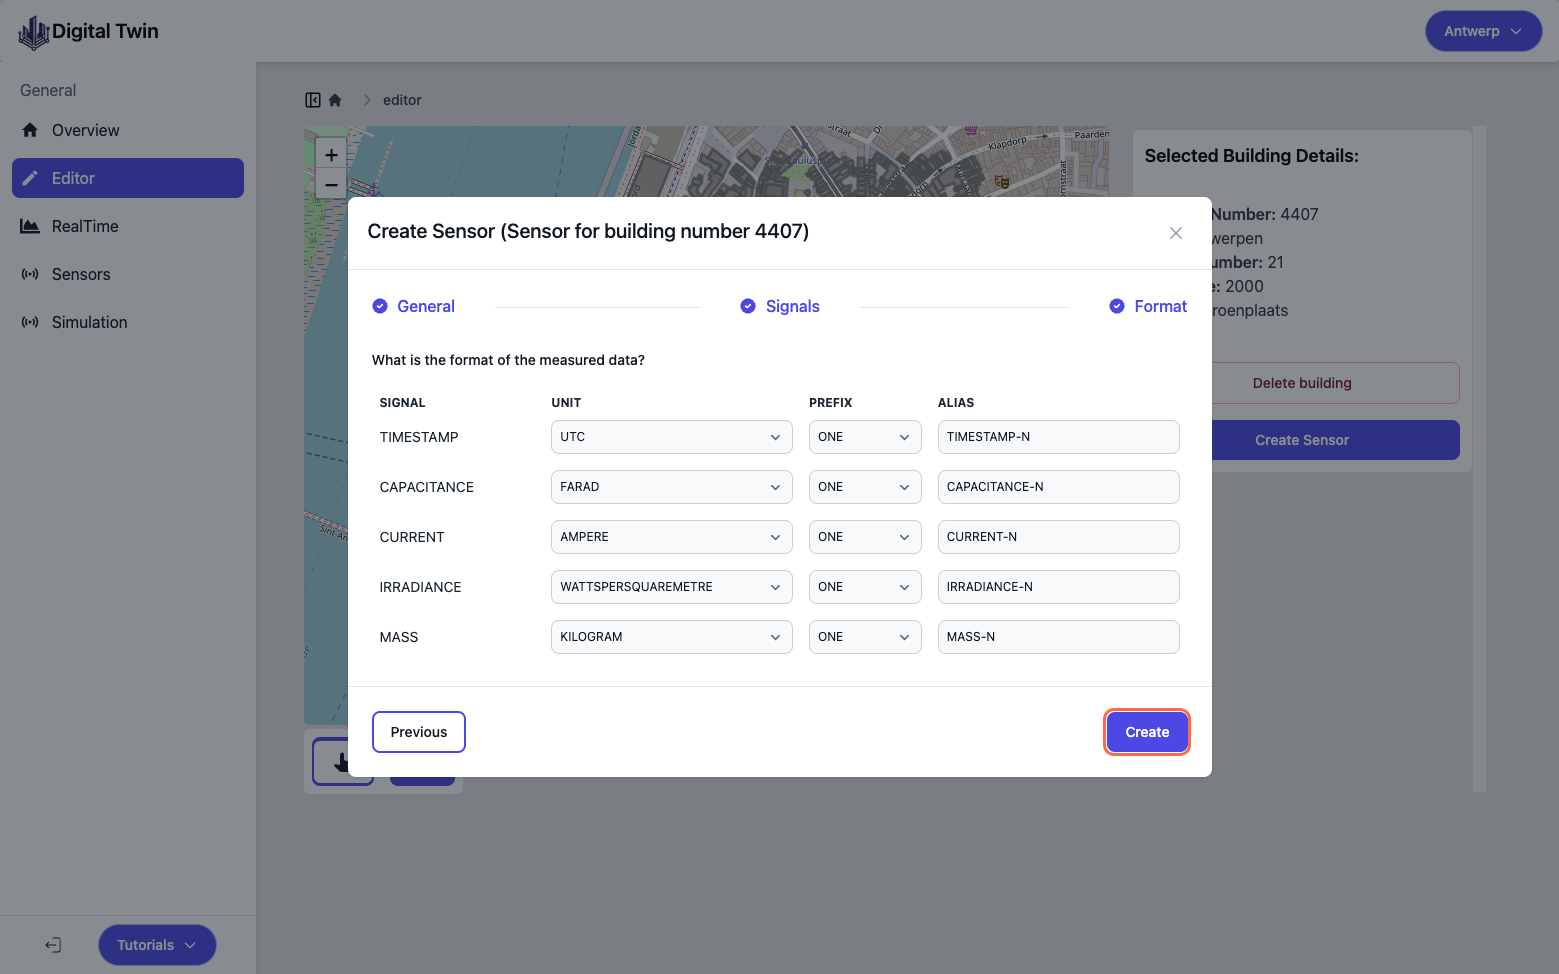 Digital Twin
Antwerp
General
Overview
Editor
RealTime
Sensors
Simulation
editor
+
−
Klapdorp
Paarden
Selected Building Details:
Number: 4407
werpen
umber: 21
e: 2000
roenplaats
Delete building
Create Sensor
Create Sensor (Sensor for building number 4407)
General
Signals
Format
What is the format of the measured data?
SIGNAL UNIT PREFIX ALIAS
TIMESTAMP UTC ONE TIMESTAMP-N
CAPACITANCE FARAD ONE CAPACITANCE-N
CURRENT AMPERE ONE CURRENT-N
IRRADIANCE WATTSPERSQUAREMETRE ONE IRRADIANCE-N
MASS KILOGRAM ONE MASS-N
Previous
Create
Tutorials